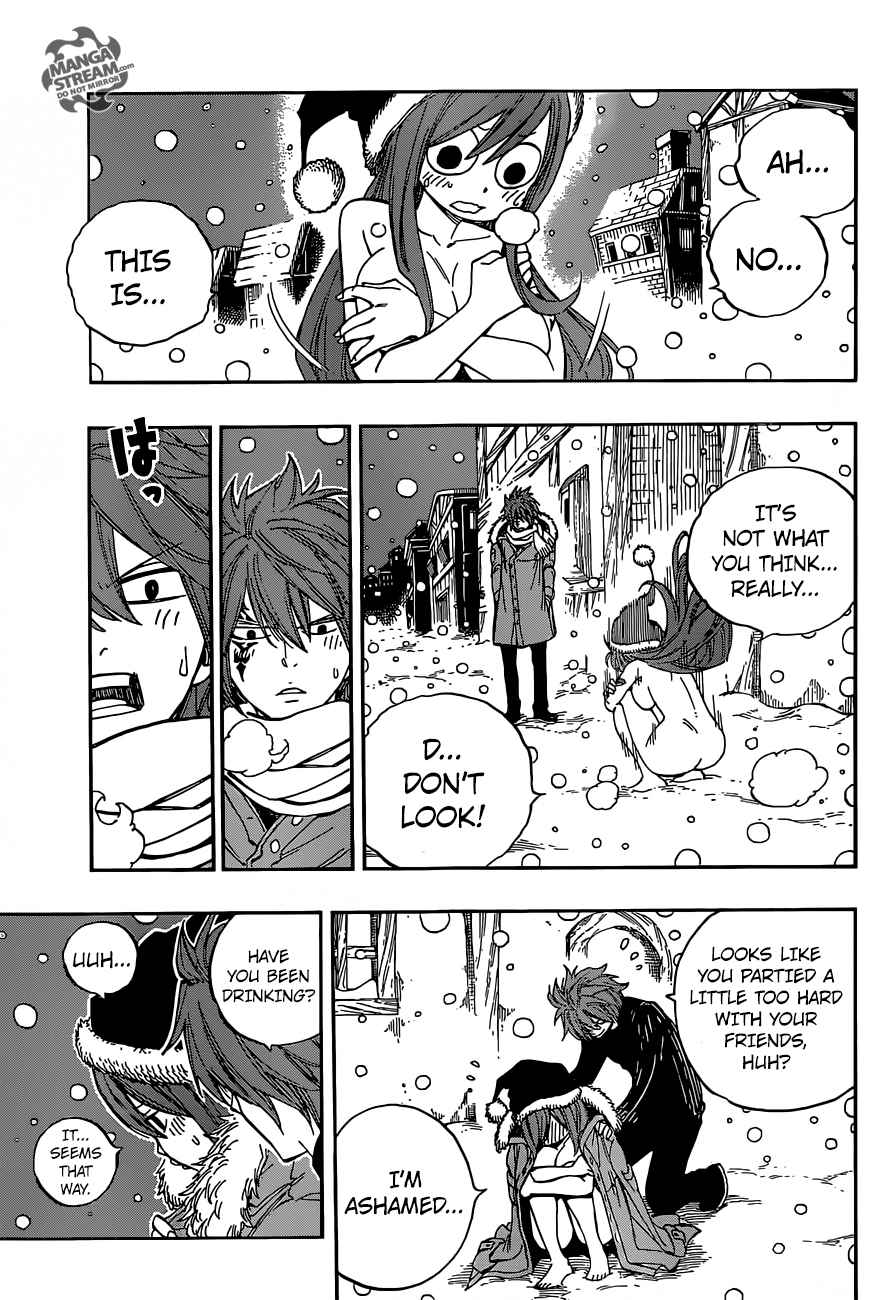 MANGA
STREAM.com
DO NOT MIRROR
AH...
NO...
THIS
IS...
IT'S
NOT WHAT
YOU THINK...
REALLY...
D...
DON'T
LOOK!
はっ
LOOKS LIKE
YOU PARTIED A
LITTLE TOO HARD
WITH YOUR
FRIENDS,
HUH?
I'M
ASHAMED...
HAVE
YOU BEEN
DRINKING?
UUH...
IT...
SEEMS
THAT
WAY.